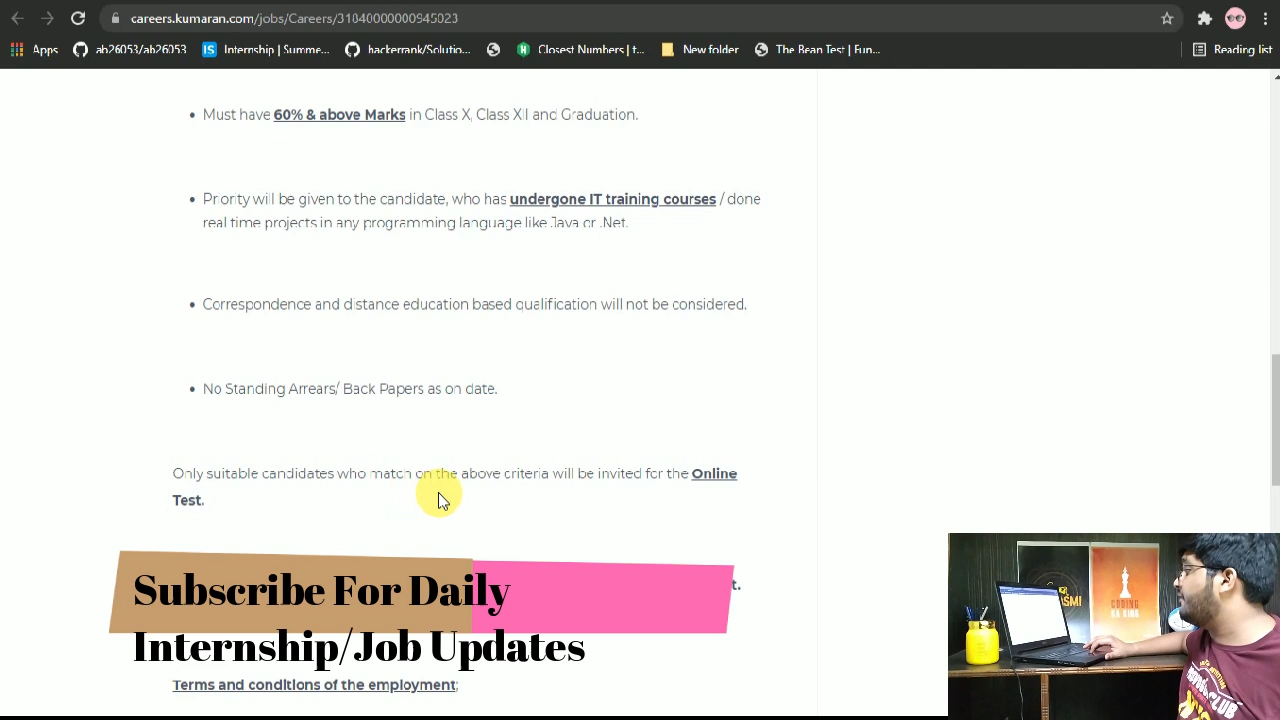 careers.kumaran.com/jobs/Careers/31840000000945023
Apps
ab26053/ab26053
Internship | Summe...
hackerrank/Solutio...
Closest Numbers | t...
New folder
The Bean Test | Fun...
Reading list
• Must have 60% & above Marks in Class X, Class XII and Graduation.
• Priority will be given to the candidate, who has undergone IT training courses / done
real time projects in any programming language like Java or .Net.
• Correspondence and distance education based qualification will not be considered.
• No Standing Arrears/ Back Papers as on date.
Only suitable candidates who match on the above criteria will be invited for the Online
Test.
t.
Subscribe For Daily
Internship/Job Updates
Terms and conditions of the employment;
CODING
KA KING